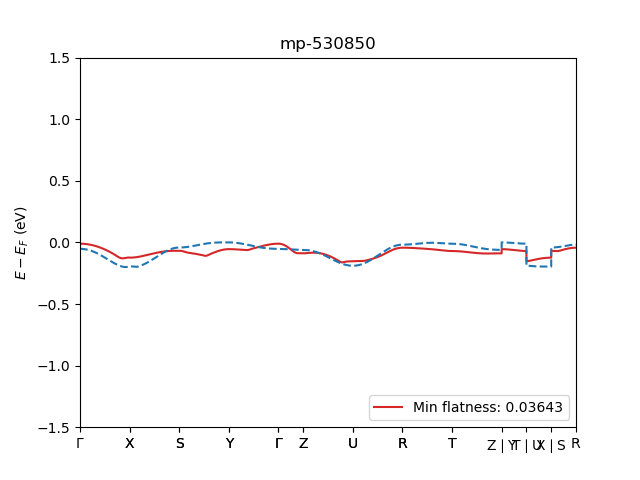 mp-530850
E − E_F (eV)
1.5
1.0
0.5
0.0
−0.5
−1.0
−1.5
Min flatness: 0.03643
Γ X S Y Γ Z U R T Z | Y T | U X | S R